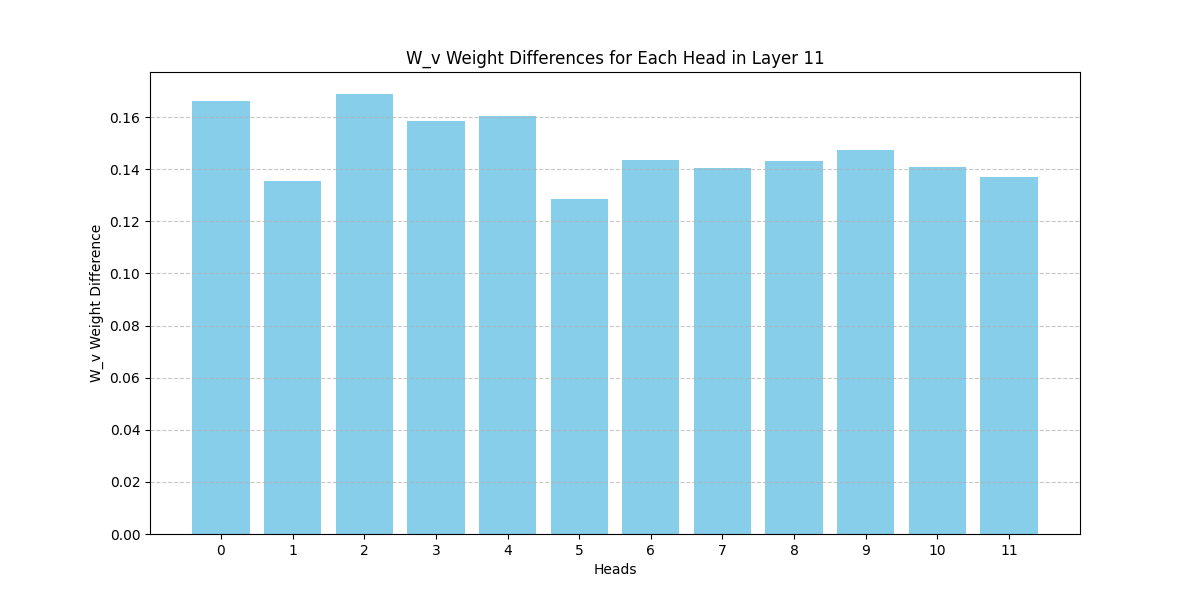 W_v Weight Differences for Each Head in Layer 11
W_v Weight Difference
0.16
0.14
0.12
0.10
0.08
0.06
0.04
0.02
0.00
0 1 2 3 4 5 6 7 8 9 10 11
Heads